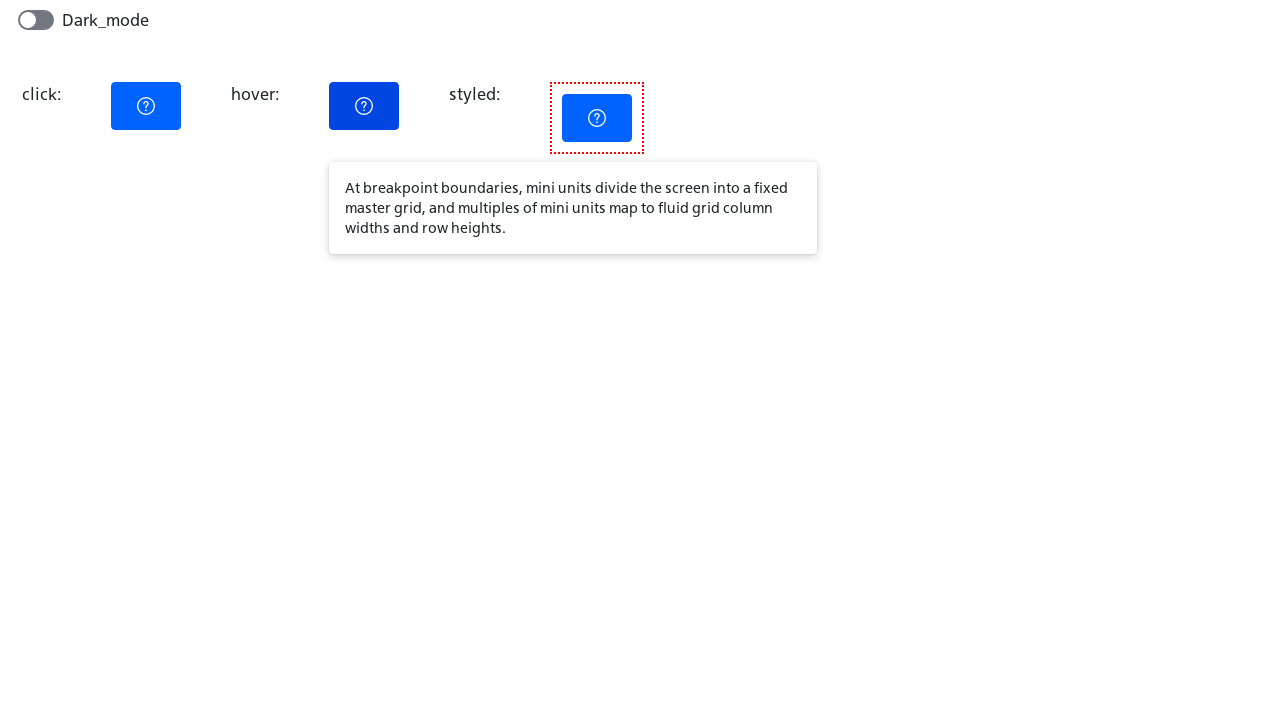 Dark_mode
click:
hover:
styled:
At breakpoint boundaries, mini units divide the screen into a fixed
master grid, and multiples of mini units map to fluid grid column
widths and row heights.